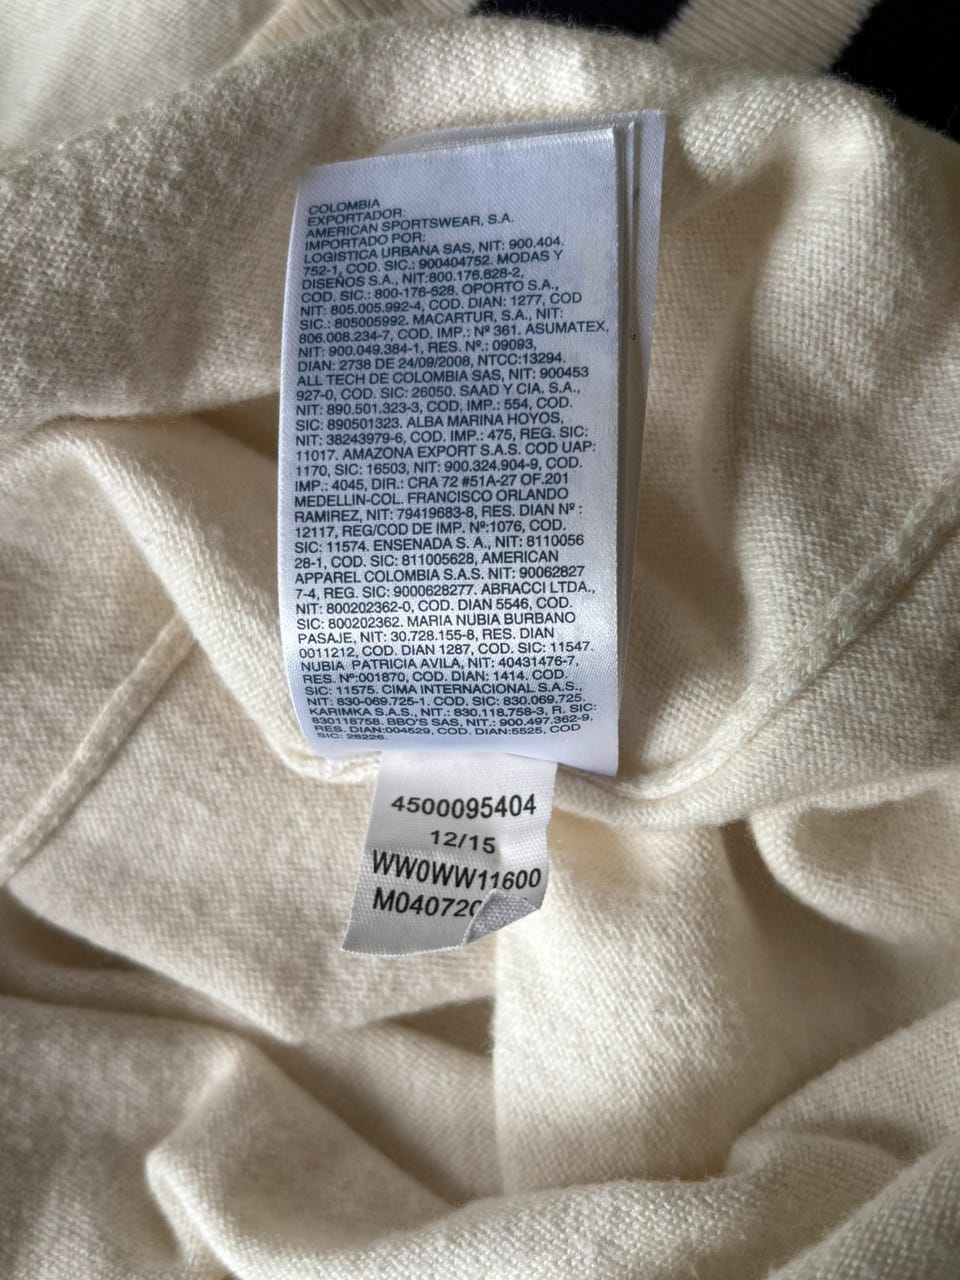 COLOMBIA
EXPORTADOR:
AMERICAN SPORTSWEAR, S.A.
IMPORTADO POR:
LOGISTICA URBANA SAS, NIT: 900.404.
752-1, COD. SIC.: 900404752. MODAS Y
DISEÑOS S.A., NIT:800.176.628-2,
COD. SIC.: 800-176-628. OPORTO S.A.,
NIT: 805.005.992-4, COD. DIAN: 1277, COD
SIC.: 805005992. MACARTUR, S.A., NIT:
806.008.234-7, COD. IMP.: Nº 361. ASUMATEX,
NIT: 900.049.384-1, RES. Nº.: 09093,
DIAN: 2738 DE 24/09/2008, NTCC:13294.
ALL TECH DE COLOMBIA SAS, NIT: 900453
927-0, COD. SIC: 26050. SAAD Y CIA. S.A.,
NIT: 890.501.323-3, COD. IMP.: 554, COD.
SIC: 890501323. ALBA MARINA HOYOS,
NIT: 38243979-6, COD. IMP.: 475, REG. SIC:
11017. AMAZONA EXPORT S.A.S. COD UAP:
1170, SIC: 16503, NIT: 900.324.904-9, COD.
IMP.: 4045, DIR.: CRA 72 #51A-27 OF.201
MEDELLIN-COL. FRANCISCO ORLANDO
RAMIREZ, NIT: 79419683-8, RES. DIAN Nº :
12117, REG/COD DE IMP. Nº:1076, COD.
SIC: 11574. ENSENADA S. A., NIT: 8110056
28-1, COD. SIC: 811005628, AMERICAN
APPAREL COLOMBIA S.A.S. NIT: 90062827
7-4, REG. SIC: 9000628277. ABRACCI LTDA.,
NIT: 800202362-0, COD. DIAN 5546, COD.
SIC: 800202362. MARIA NUBIA BURBANO
PASAJE, NIT: 30.728.155-8, RES. DIAN
0011212, COD. DIAN 1287, COD. SIC: 11547.
NUBIA PATRICIA AVILA, NIT: 40431476-7,
RES. Nº:001870, COD. DIAN: 1414. COD.
SIC: 11575. CIMA INTERNACIONAL S.A.S.,
NIT: 830-069.725-1. COD. SIC: 830.069.725.
KARIMKA S.A.S., NIT.: 830.118.758-3, R. SIC:
830118758. BBO'S SAS, NIT.: 900.497.362-9,
RES. DIAN:004529, COD. DIAN:5525, COD
SIC: 28226.
4500095404
12/15
WW0WW11600
M040720